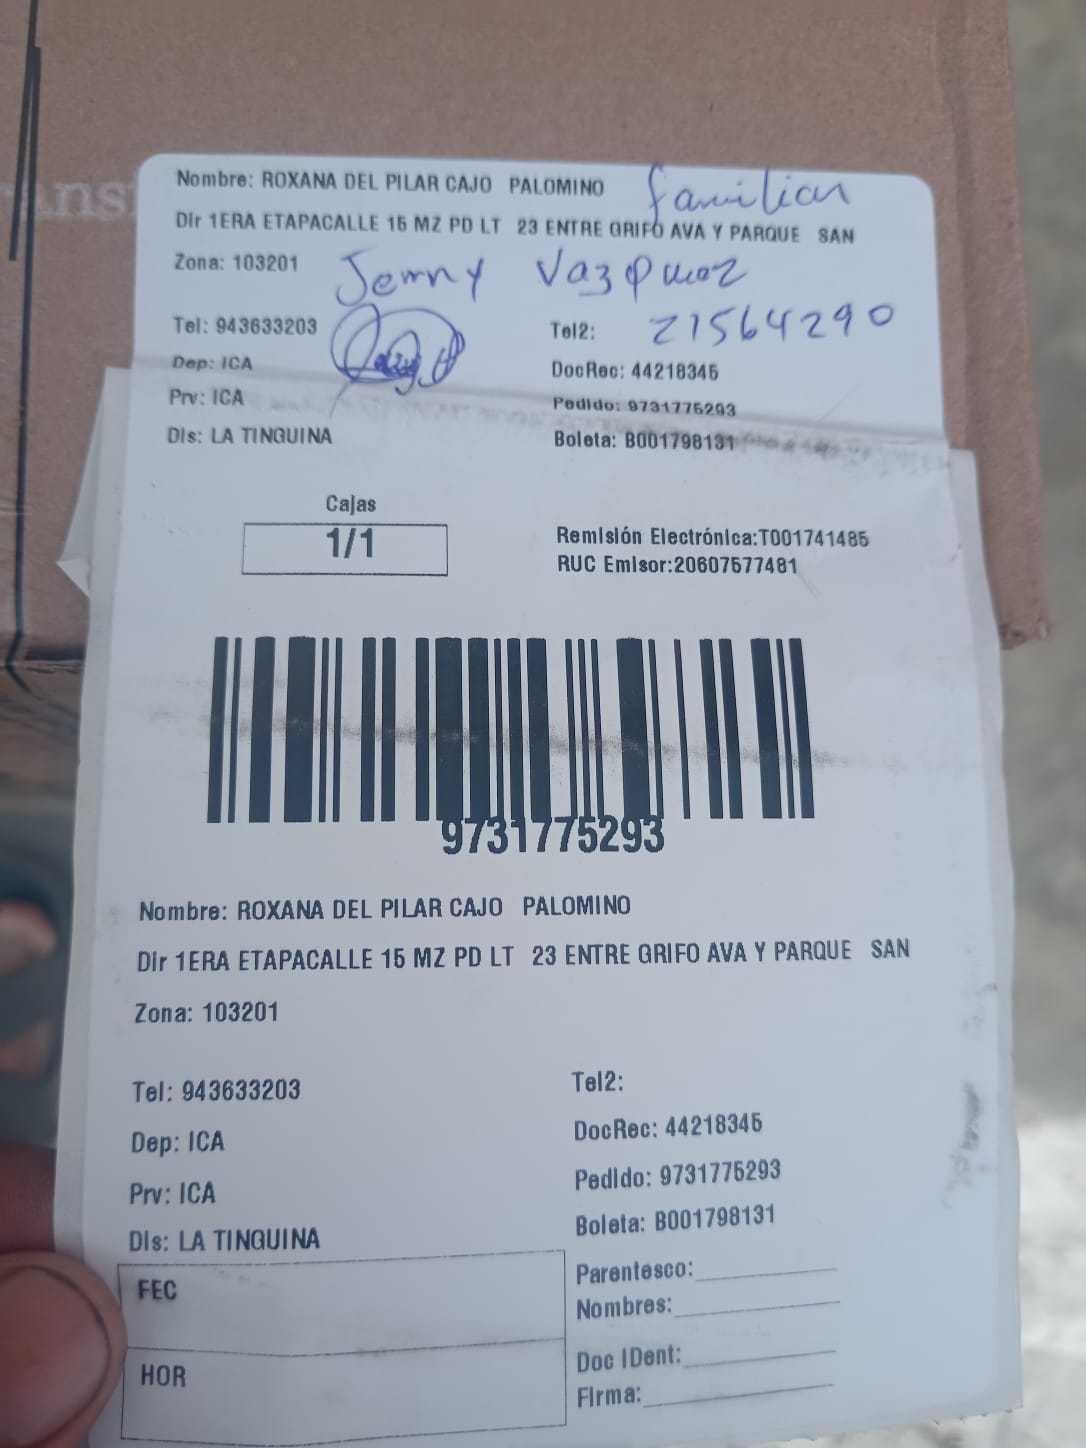 Nombre: ROXANA DEL PILAR CAJO PALOMINO familiar
Dir 1ERA ETAPACALLE 15 MZ PD LT 23 ENTRE GRIFO AVA Y PARQUE SAN
Zona: 103201 Jenny Vazquez
Tel: 943633203 Tel2: 21564290
Dep: ICA DocRec: 44218345
Prv: ICA Pedido: 9731775293
Dis: LA TINGUINA Boleta: B001798131
Cajas
1/1
Remisión Electrónica:T001741485
RUC Emisor:20607577481
9731775293
Nombre: ROXANA DEL PILAR CAJO PALOMINO
Dir 1ERA ETAPACALLE 15 MZ PD LT 23 ENTRE GRIFO AVA Y PARQUE SAN
Zona: 103201
Tel: 943633203 Tel2:
Dep: ICA DocRec: 44218345
Prv: ICA Pedido: 9731775293
Dis: LA TINGUINA Boleta: B001798131
FEC
HOR
Parentesco:
Nombres:
Doc IDent:
Firma: